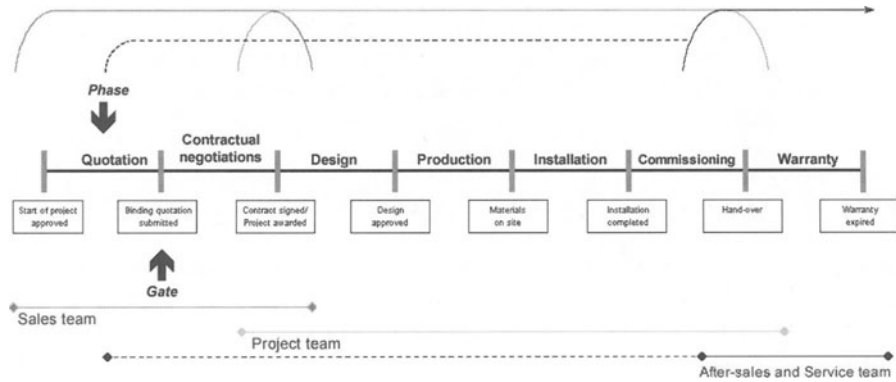 Phase
Contractual
negotiations
Quotation
Design
Production
Installation
Commissioning
Warranty
Start of project
approved
Binding quotation
submitted
Contract signed/
Project awarded
Design
approved
Materials
on site
Installation
completed
Hand-over
Warranty
expired
Gate
Sales team
Project team
After-sales and Service team